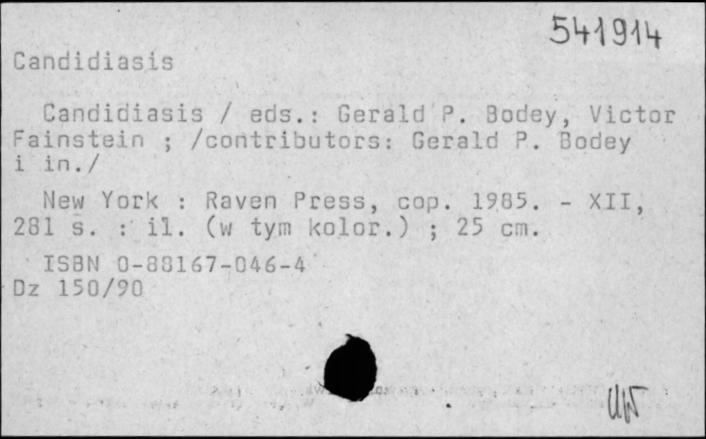 541914
Candidiasis
Candidiasis / eds.: Gerald P. Bodey, Victor
Fainstein ; /contributors: Gerald P. Bodey
i in./
New York : Raven Press, cop. 1985. - XII,
281 s. : il. (w tym kolor.) ; 25 cm.
ISBN 0-88167-046-4
Dz 150/90